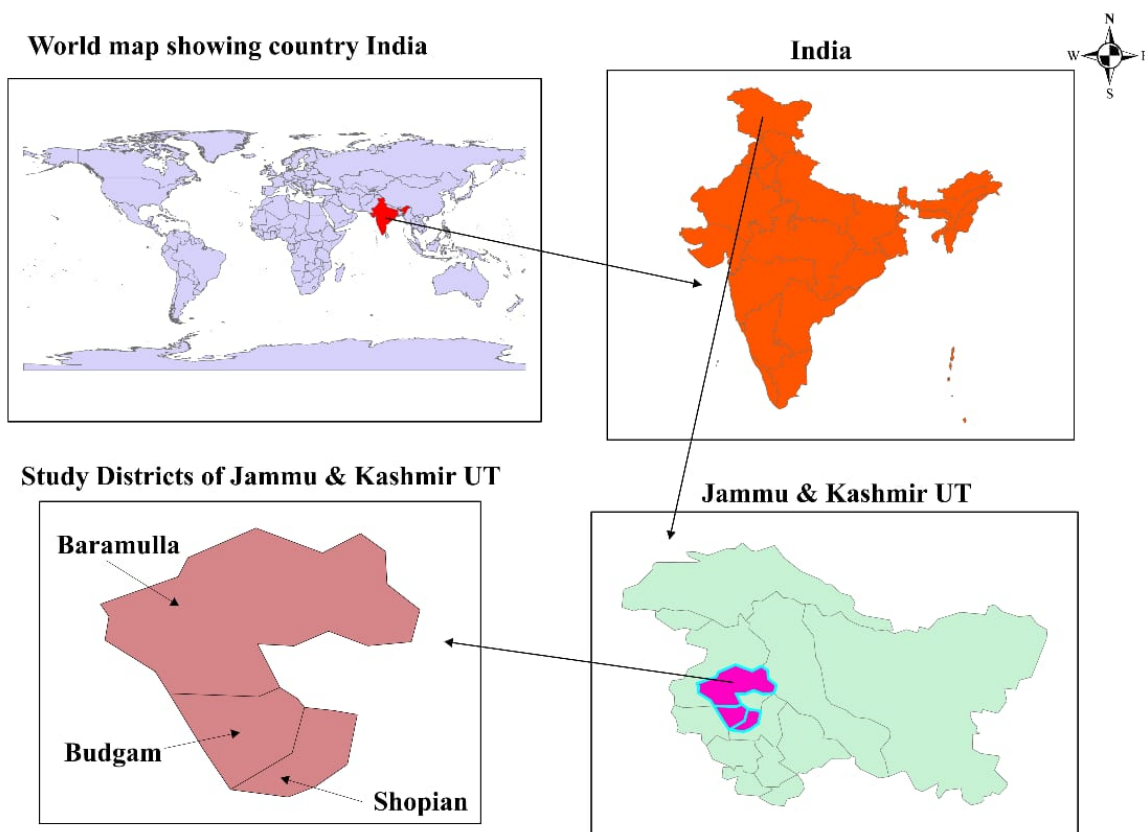 World map showing country India
India
N
W
E
S
Study Districts of Jammu & Kashmir UT
Baramulla
Budgam
Shopian
Jammu & Kashmir UT